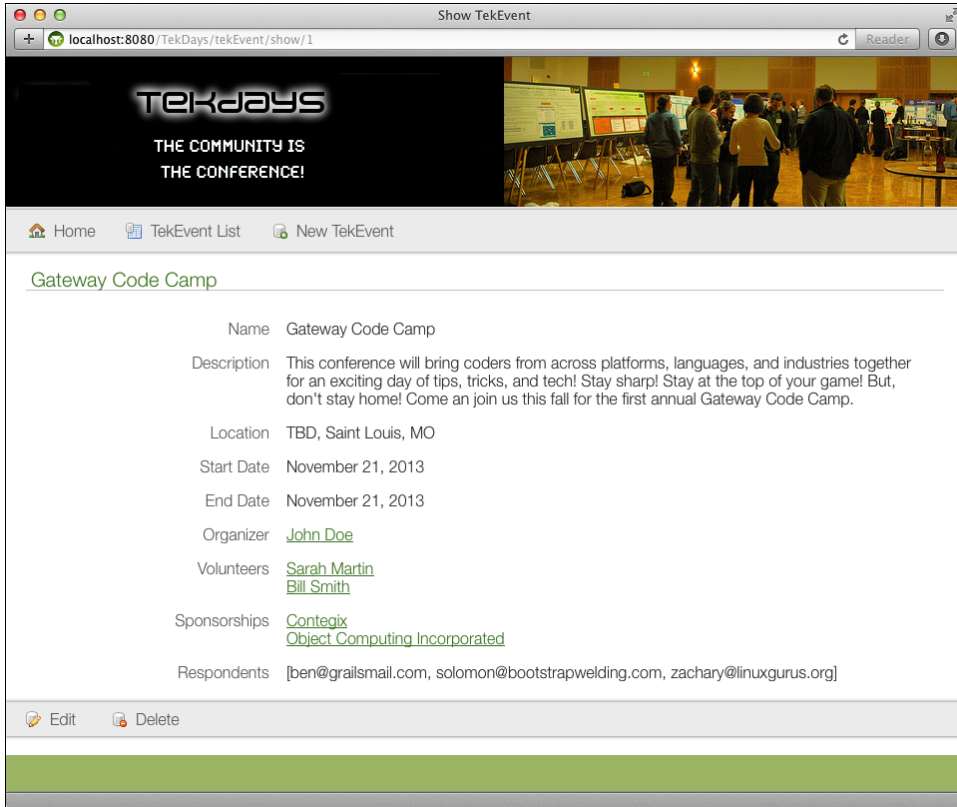 Show TekEvent
localhost:8080/TekDays/tekEvent/show/1
Reader
TekDays
THE COMMUNITY IS
THE CONFERENCE!
Home
TekEvent List
New TekEvent
Gateway Code Camp
Name Gateway Code Camp
Description This conference will bring coders from across platforms, languages, and industries together
for an exciting day of tips, tricks, and tech! Stay sharp! Stay at the top of your game! But,
don't stay home! Come an join us this fall for the first annual Gateway Code Camp.
Location TBD, Saint Louis, MO
Start Date November 21, 2013
End Date November 21, 2013
Organizer John Doe
Volunteers Sarah Martin
Bill Smith
Sponsorships Contegix
Object Computing Incorporated
Respondents [ben@grailsmail.com, solomon@bootstrapwelding.com, zachary@linuxgurus.org]
Edit
Delete